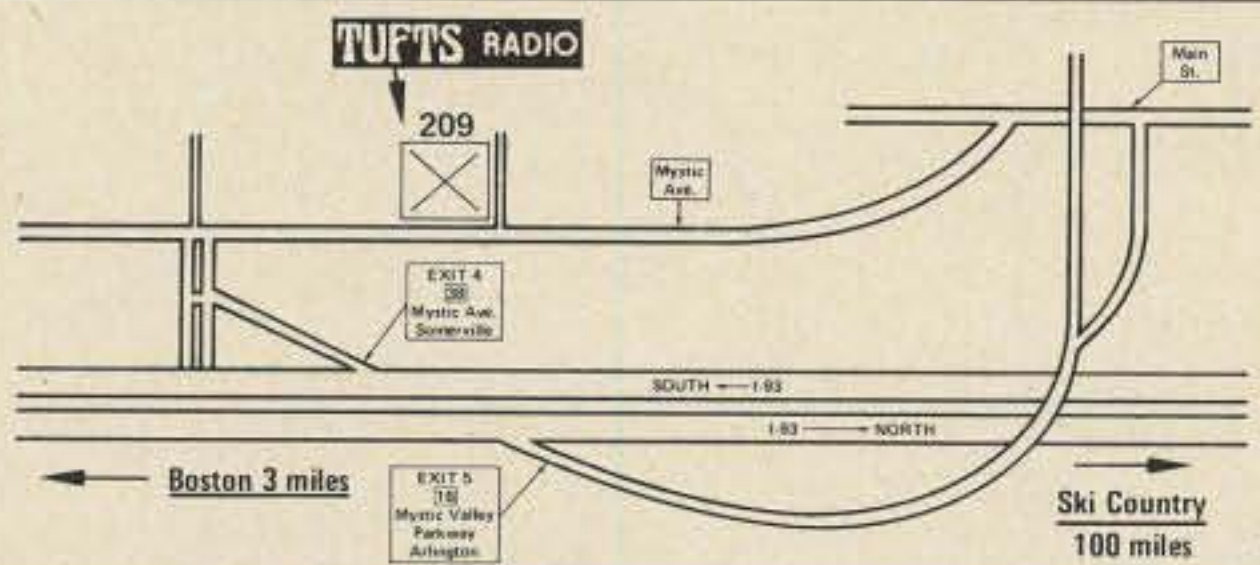 TUFTS RADIO
209
Main
St.
Mystic
Ave.
EXIT 4
38
Mystic Ave.
Somerville
SOUTH I-93
I-93 NORTH
Boston 3 miles
EXIT 5
16
Mystic Valley
Parkway
Arlington
Ski Country
100 miles